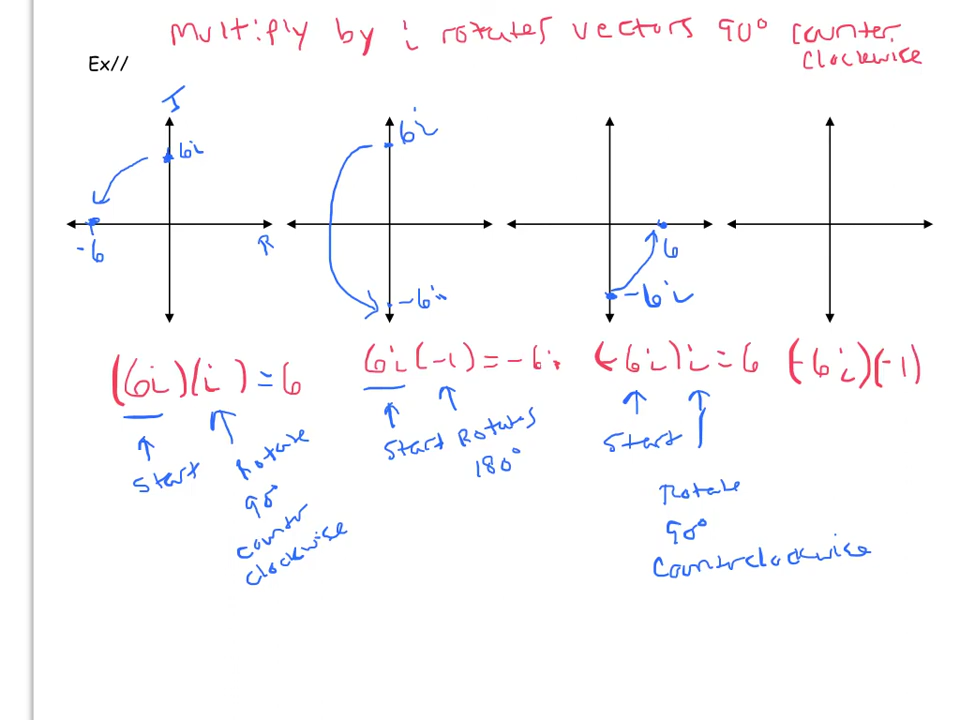 Multiply by i rotates vectors 90° counter
clockwise
Ex//
I
6i
-6
R
6i
-6i
6
-6i
(6i)(i) = 6
6i(-1) = -6i
(-6i)i = 6
(-6i)(-1)
Start
Rotate
90°
counter
clockwise
Start
Rotates
180°
Start
Rotate
90°
Counterclockwise